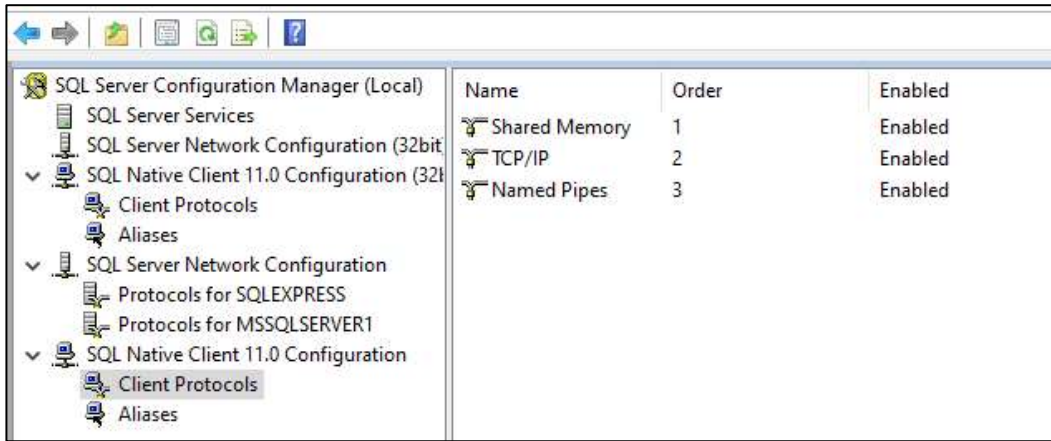 SQL Server Configuration Manager (Local)
SQL Server Services
SQL Server Network Configuration (32bit
SQL Native Client 11.0 Configuration (32
Client Protocols
Aliases
SQL Server Network Configuration
Protocols for SQLEXPRESS
Protocols for MSSQLSERVER1
SQL Native Client 11.0 Configuration
Client Protocols
Aliases
Name Order Enabled
Shared Memory 1 Enabled
TCP/IP 2 Enabled
Named Pipes 3 Enabled